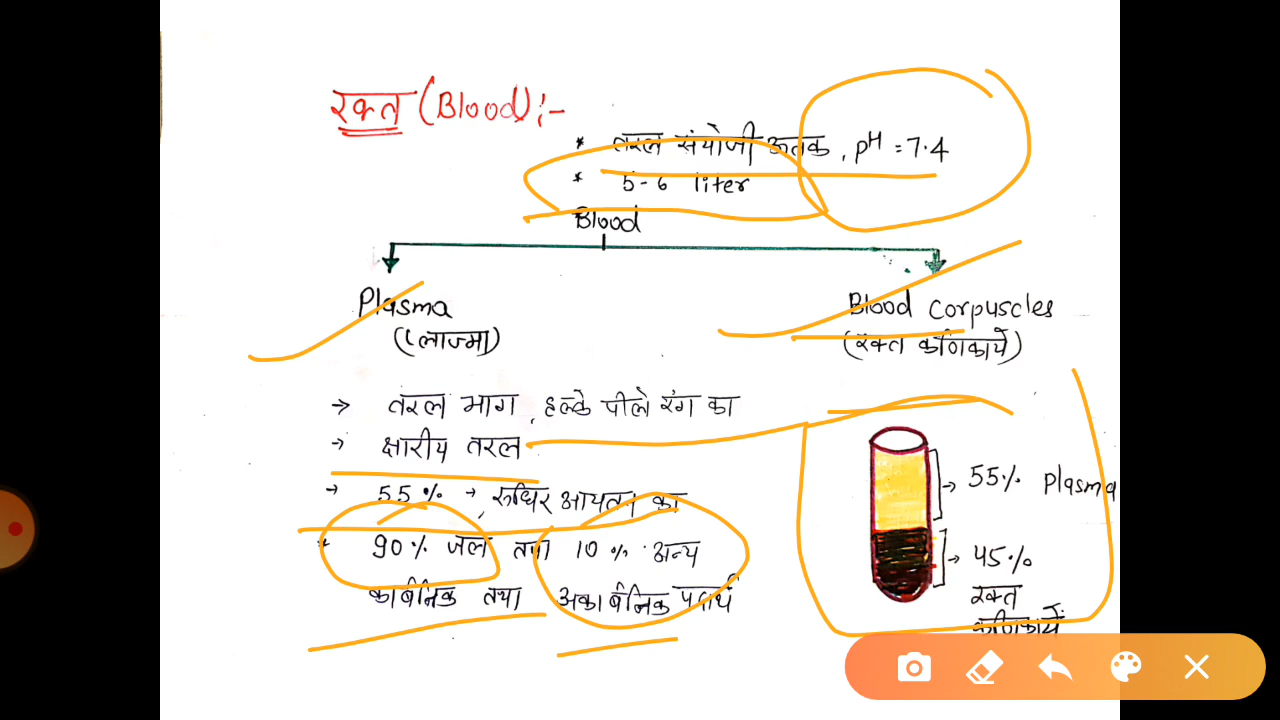 रक्त (Blood) :-
* तरल संयोजी ऊतक , pH = 7.4
* 5-6 liter
Blood
Plasma
(प्लाज्मा)
Blood Corpuscles
(रक्त कणिकायें)
→ तरल भाग , हल्के पीले रंग का
→ क्षारीय तरल
→ 55% → , रुधिर आयतन का
* 90% जल तथा 10% अन्य
कार्बनिक तथा अकार्बनिक पदार्थ
→ 55% Plasma
→ 45%
रक्त
कणिकायें